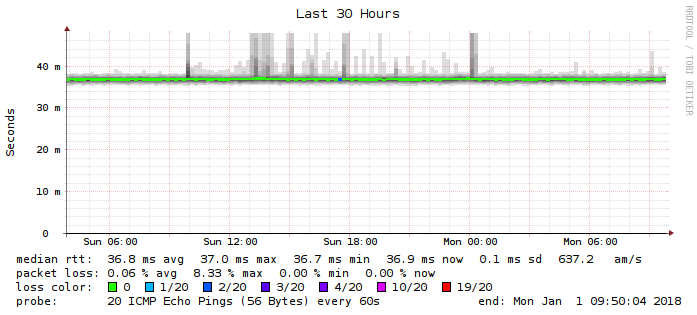 Last 30 Hours
RRDTOOL / TOBI OETIKER
Seconds
40 m
30 m
20 m
10 m
0
Sun 06:00 Sun 12:00 Sun 18:00 Mon 00:00 Mon 06:00
median rtt: 36.8 ms avg 37.0 ms max 36.7 ms min 36.9 ms now 0.1 ms sd 637.2 am/s
packet loss: 0.06 % avg 8.33 % max 0.00 % min 0.00 % now
loss color: 0 1/20 2/20 3/20 4/20 10/20 19/20
probe: 20 ICMP Echo Pings (56 Bytes) every 60s end: Mon Jan 1 09:50:04 2018